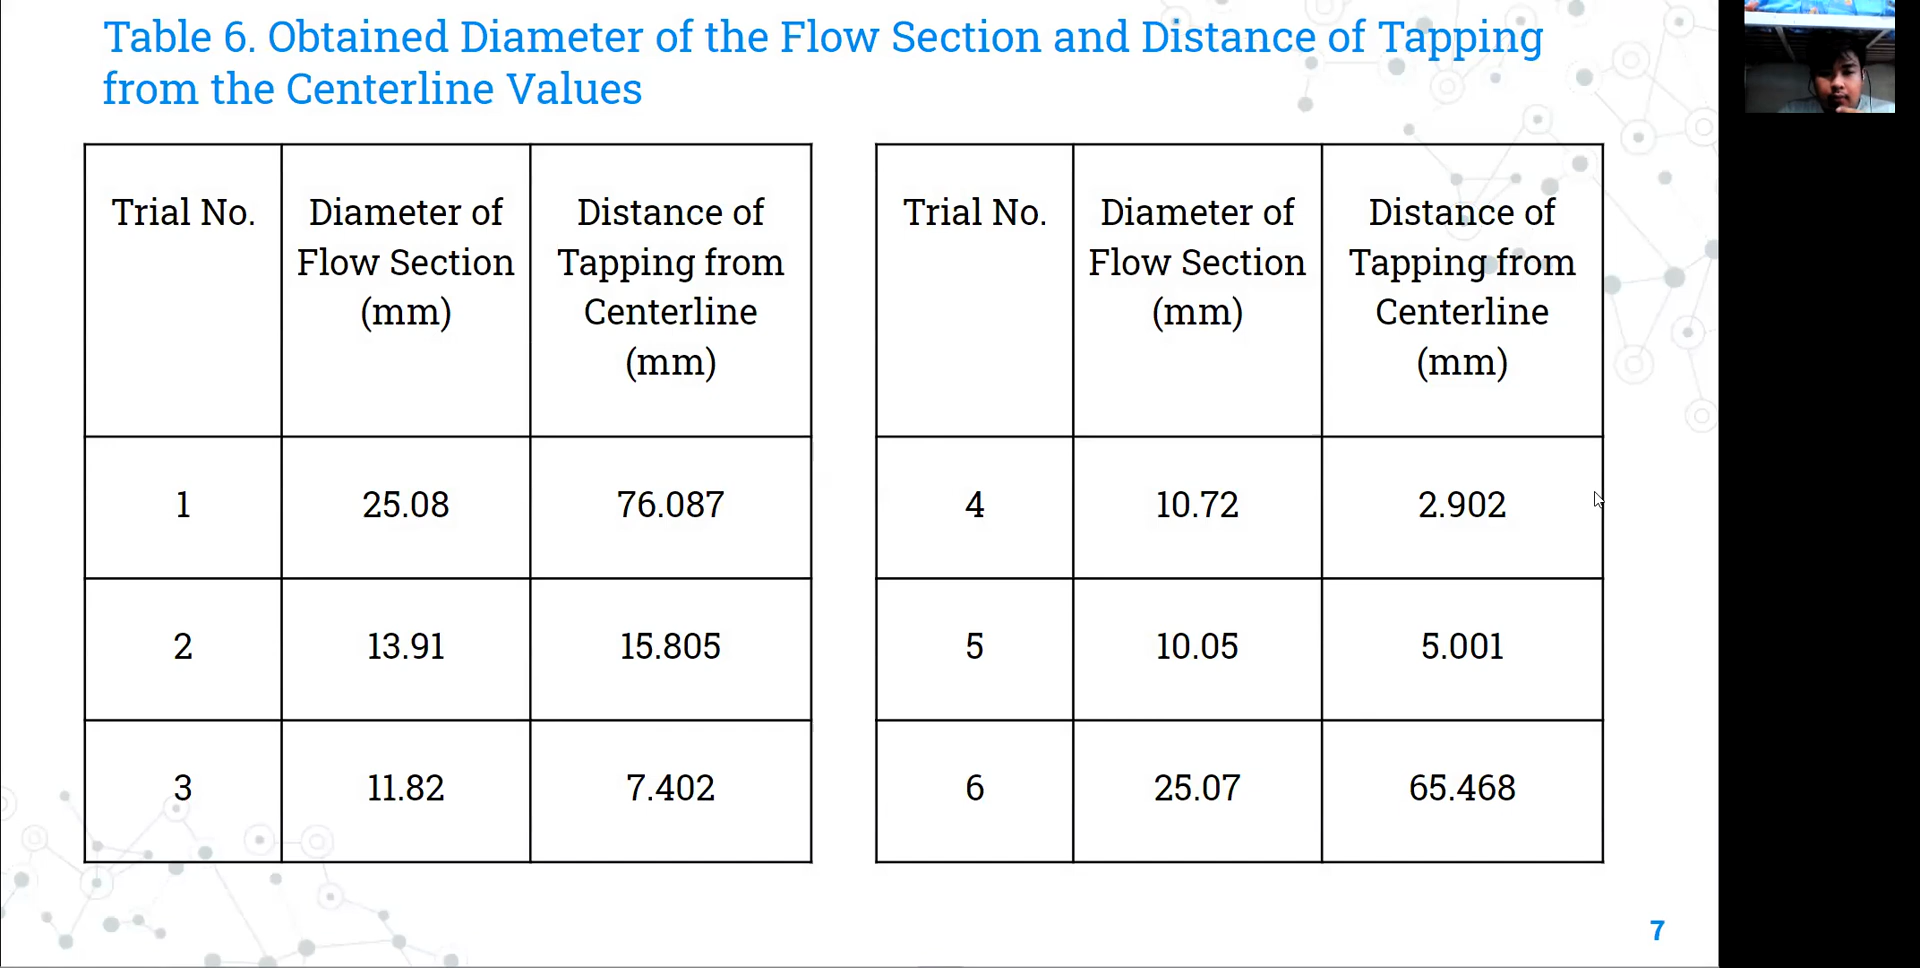 Table 6. Obtained Diameter of the Flow Section and Distance of Tapping
from the Centerline Values
Trial No.
Diameter of
Flow Section
(mm)
Distance of
Tapping from
Centerline
(mm)
1
25.08
76.087
2
13.91
15.805
3
11.82
7.402
Trial No.
Diameter of
Flow Section
(mm)
Distance of
Tapping from
Centerline
(mm)
4
10.72
2.902
5
10.05
5.001
6
25.07
65.468
7